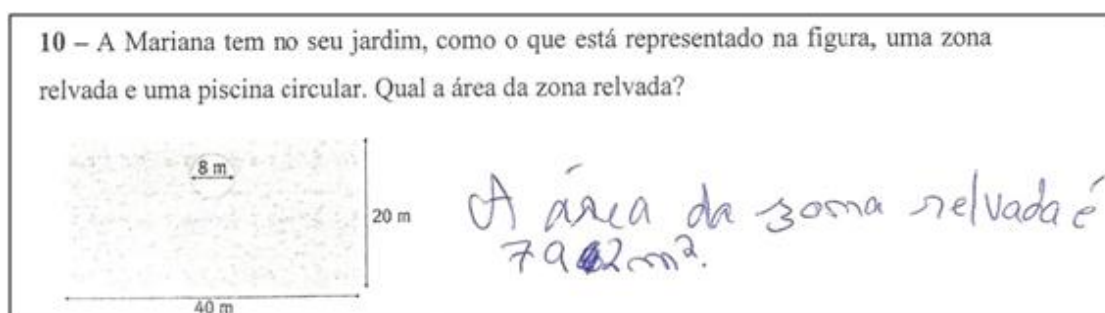 10 – A Mariana tem no seu jardim, como o que está representado na figura, uma zona
relvada e uma piscina circular. Qual a área da zona relvada?
8 m
20 m
40 m
A área da zona relvada é
792m².